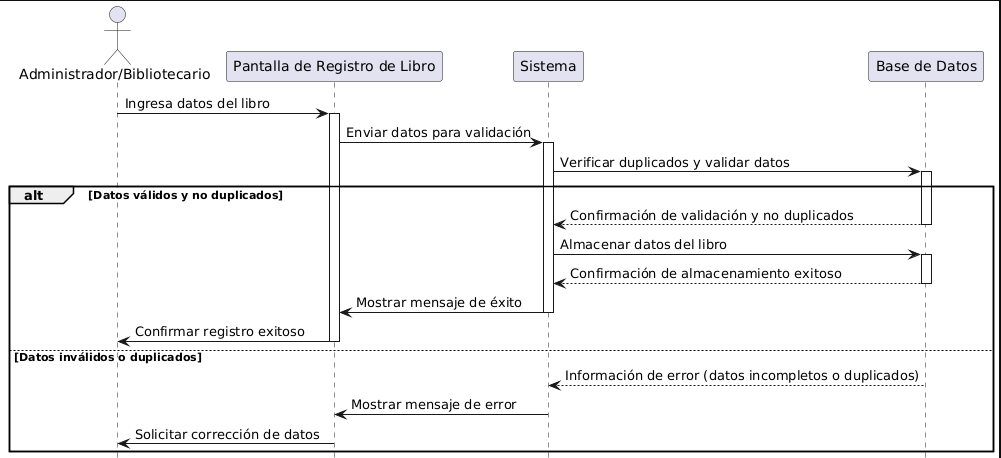 Administrador/Bibliotecario
Pantalla de Registro de Libro
Sistema
Base de Datos
Ingresa datos del libro
Enviar datos para validación
Verificar duplicados y validar datos
alt
[Datos válidos y no duplicados]
Confirmación de validación y no duplicados
Almacenar datos del libro
Confirmación de almacenamiento exitoso
Mostrar mensaje de éxito
Confirmar registro exitoso
[Datos inválidos o duplicados]
Información de error (datos incompletos o duplicados)
Mostrar mensaje de error
Solicitar corrección de datos